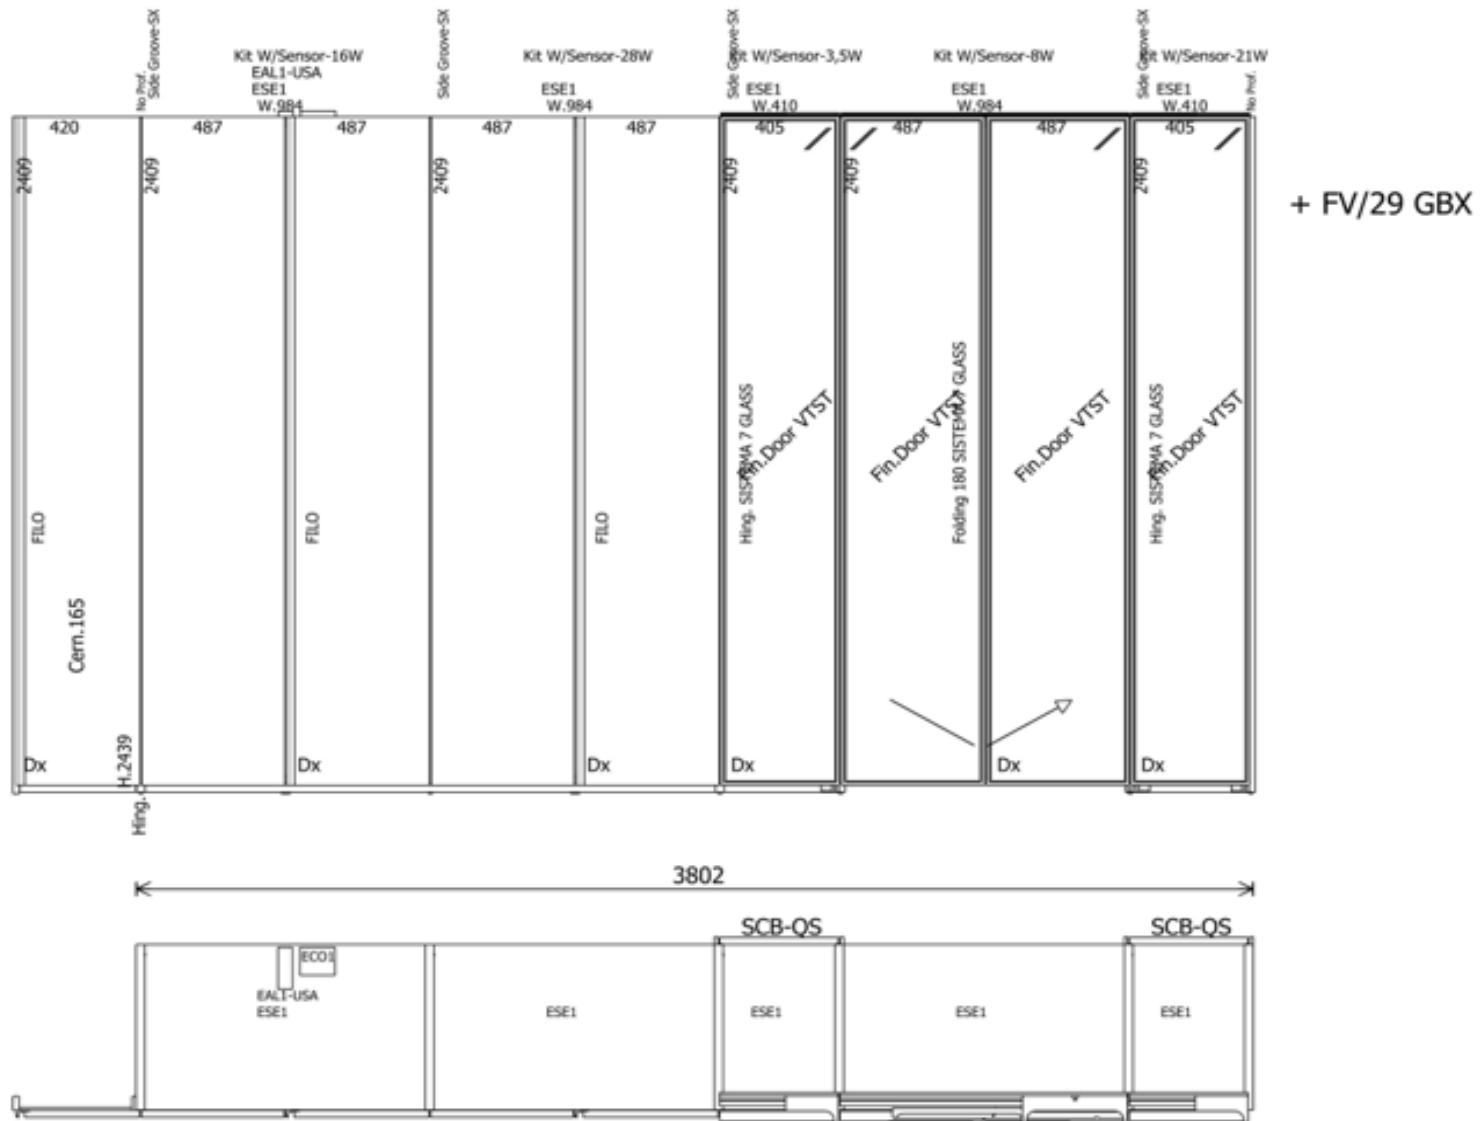 Side Groove-SX
Side Groove-SX
Side Groove-SX
Side Groove-SX
Kit W/Sensor-16W
Kit W/Sensor-28W
Kit W/Sensor-3,5W
Kit W/Sensor-8W
Kit W/Sensor-21W
EAL1-USA
No Prof.
ESE1
ESE1
ESE1
ESE1
ESE1
No Prof.
W.984
W.984
W.410
W.984
W.410
420
487
487
487
487
405
487
487
405
2409
2409
2409
2409
2409
2409
+ FV/29 GBX
Hing. SISTEMA 7 GLASS
Fin.Door VTST
Fin.Door VTST
Folding 180 SISTEMA 7 GLASS
Fin.Door VTST
Hing. SISTEMA 7 GLASS
Fin.Door VTST
FILO
FILO
FILO
Cern.165
H.2439
Dx
Dx
Dx
Dx
Dx
Dx
Hing.
3802
SCB-QS
SCB-QS
ECO1
EAL1-USA
ESE1
ESE1
ESE1
ESE1
ESE1